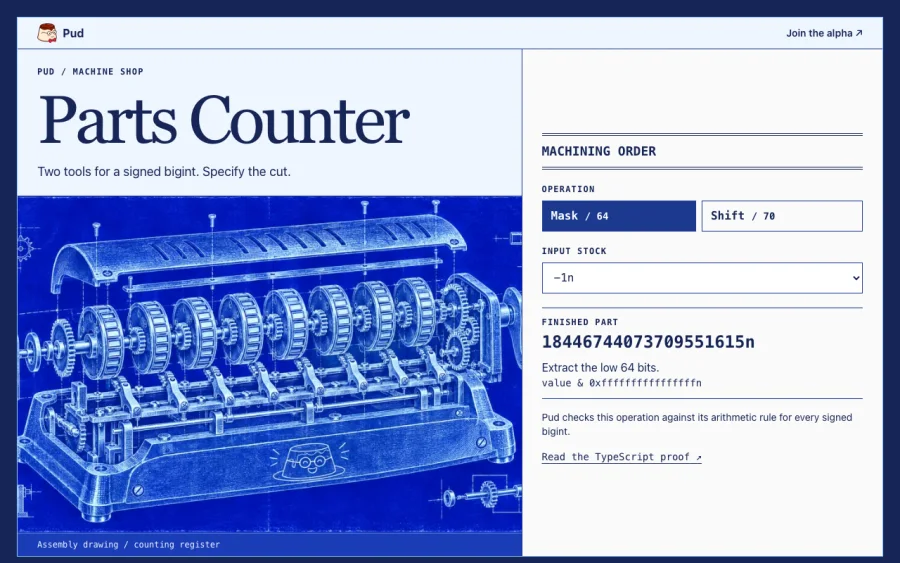 Pud
Join the alpha ↗
PUD / MACHINE SHOP
Parts Counter
Two tools for a signed bigint. Specify the cut.
MACHINING ORDER
OPERATION
Mask / 64
Shift / 70
INPUT STOCK
−1n
FINISHED PART
18446744073709551615n
Extract the low 64 bits.
value & 0xffffffffffffffffn
Pud checks this operation against its arithmetic rule for every signed
bigint.
Read the TypeScript proof ↗
Assembly drawing / counting register